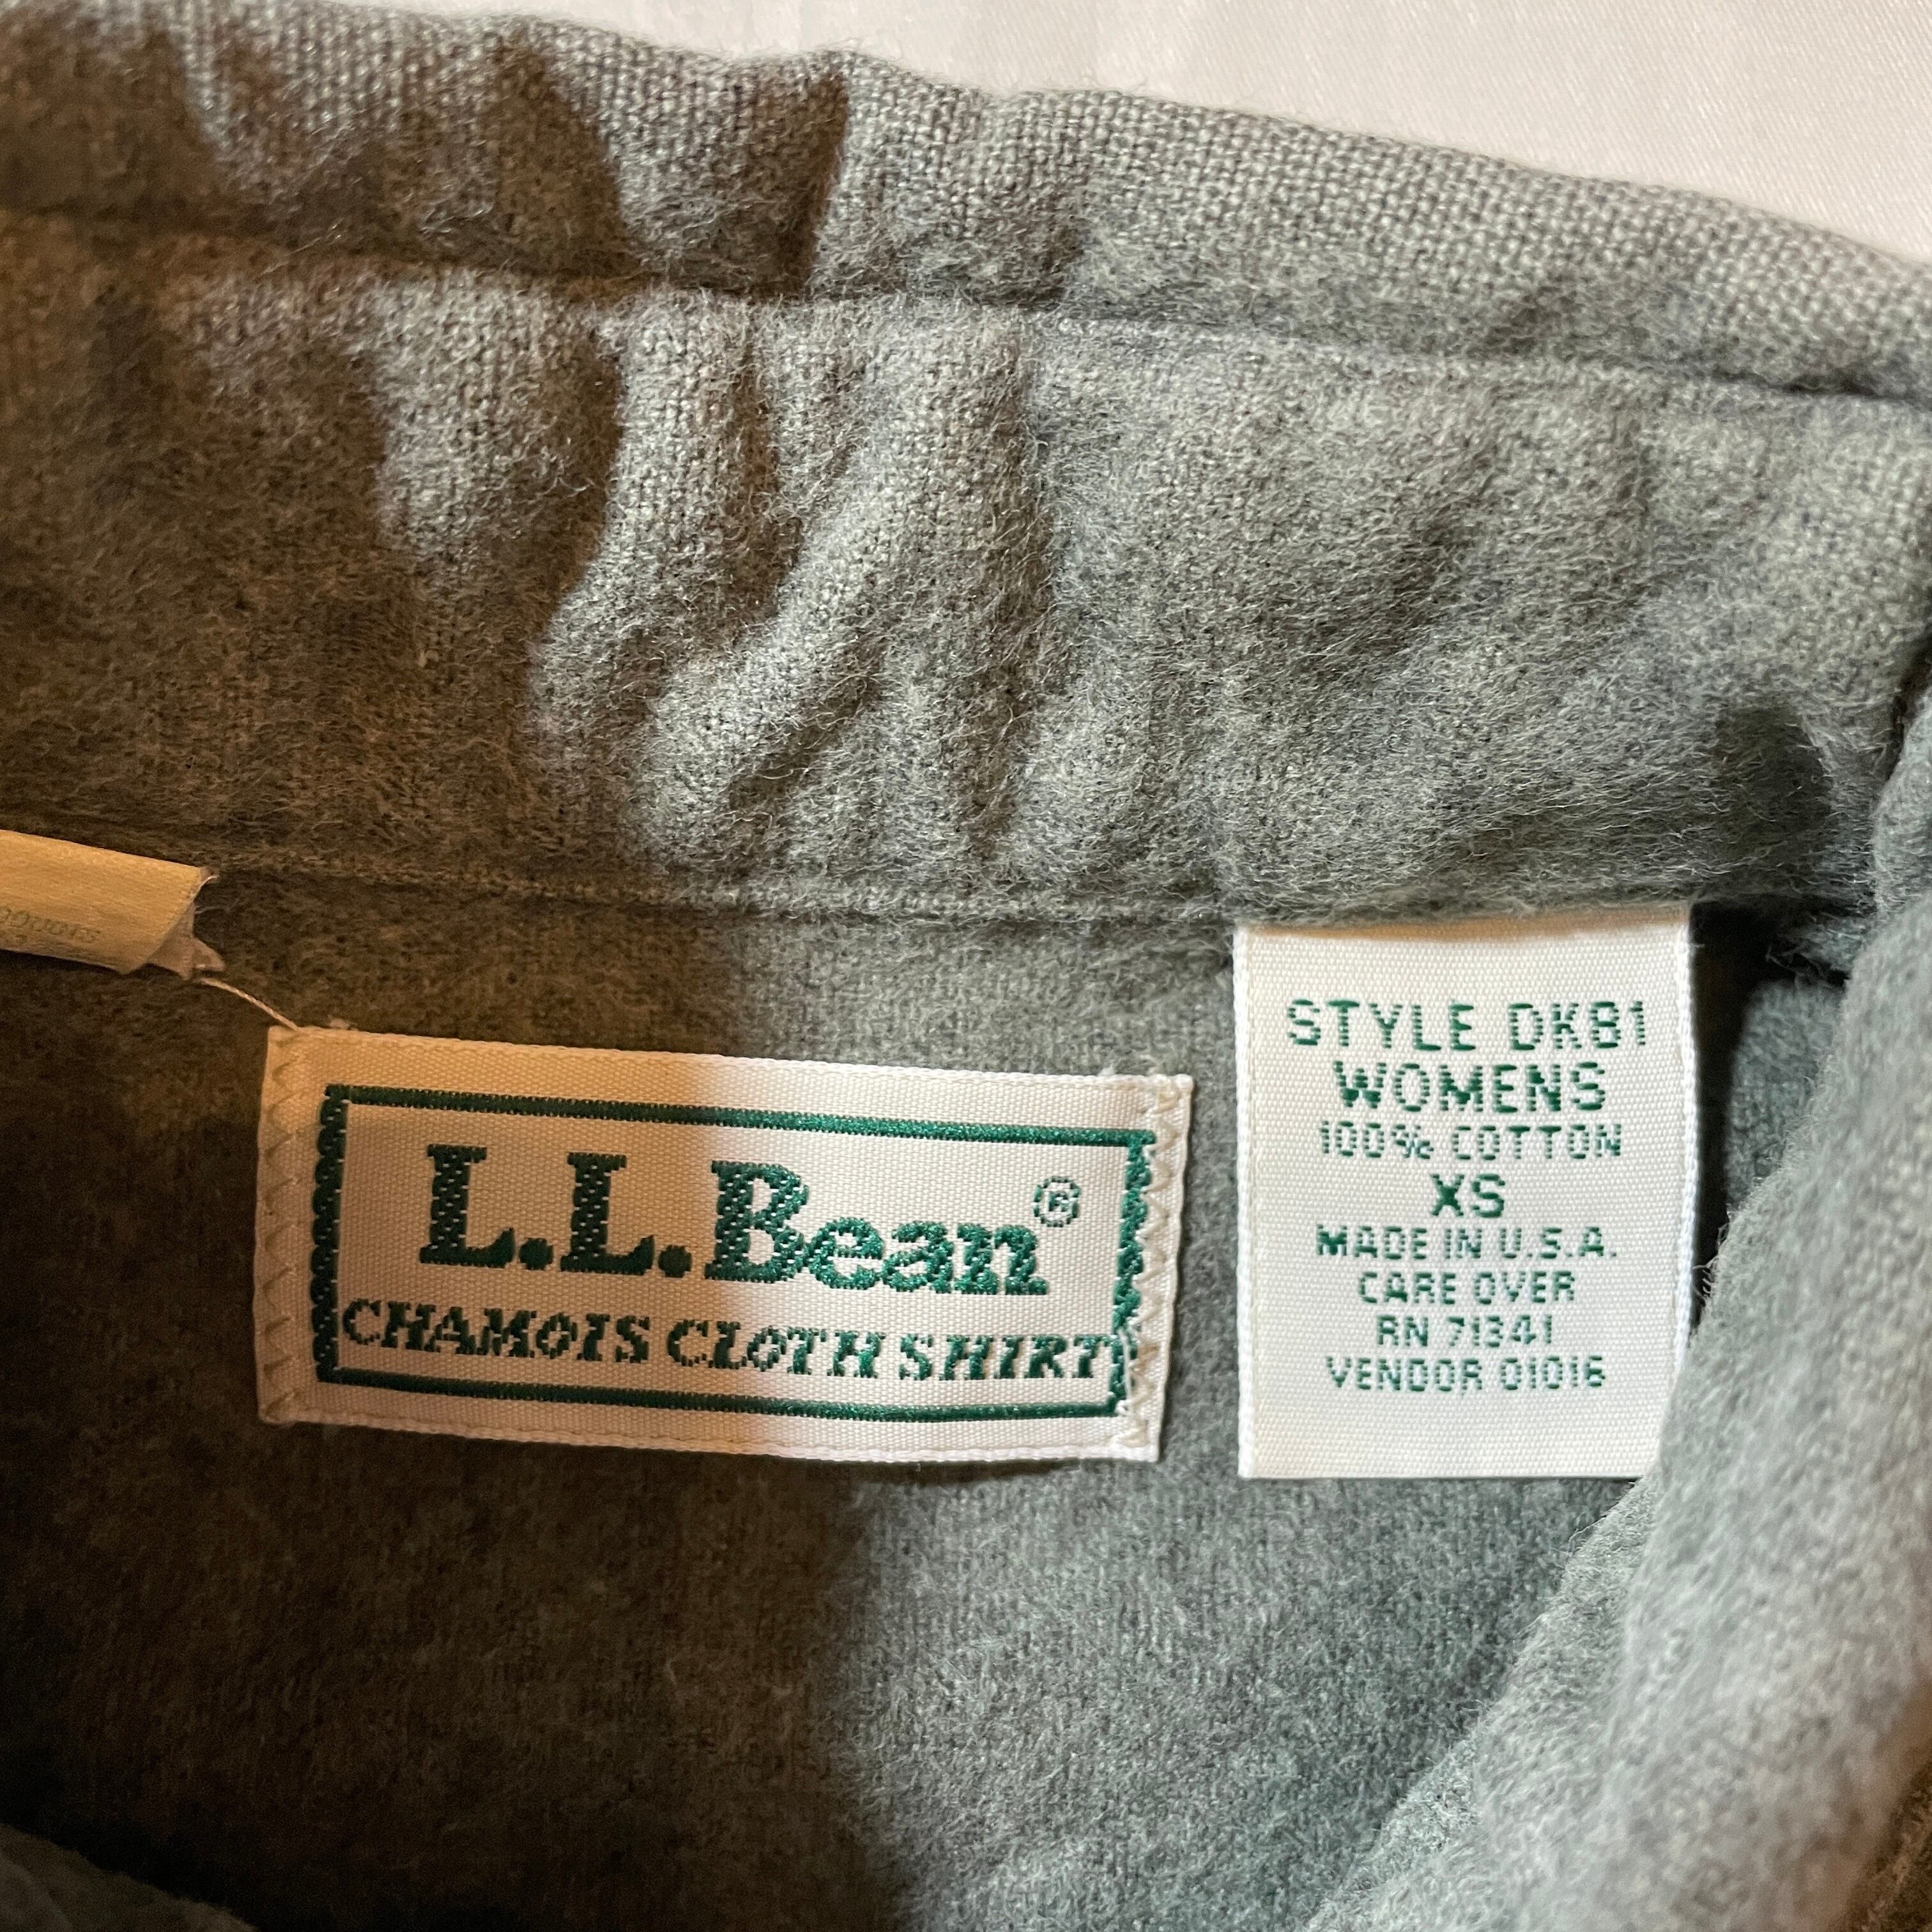 L.L.Bean®
CHAMOIS CLOTH SHIRT
STYLE DK81
WOMENS
100% COTTON
XS
MADE IN U.S.A.
CARE OVER
RN 71341
VENDOR 01016